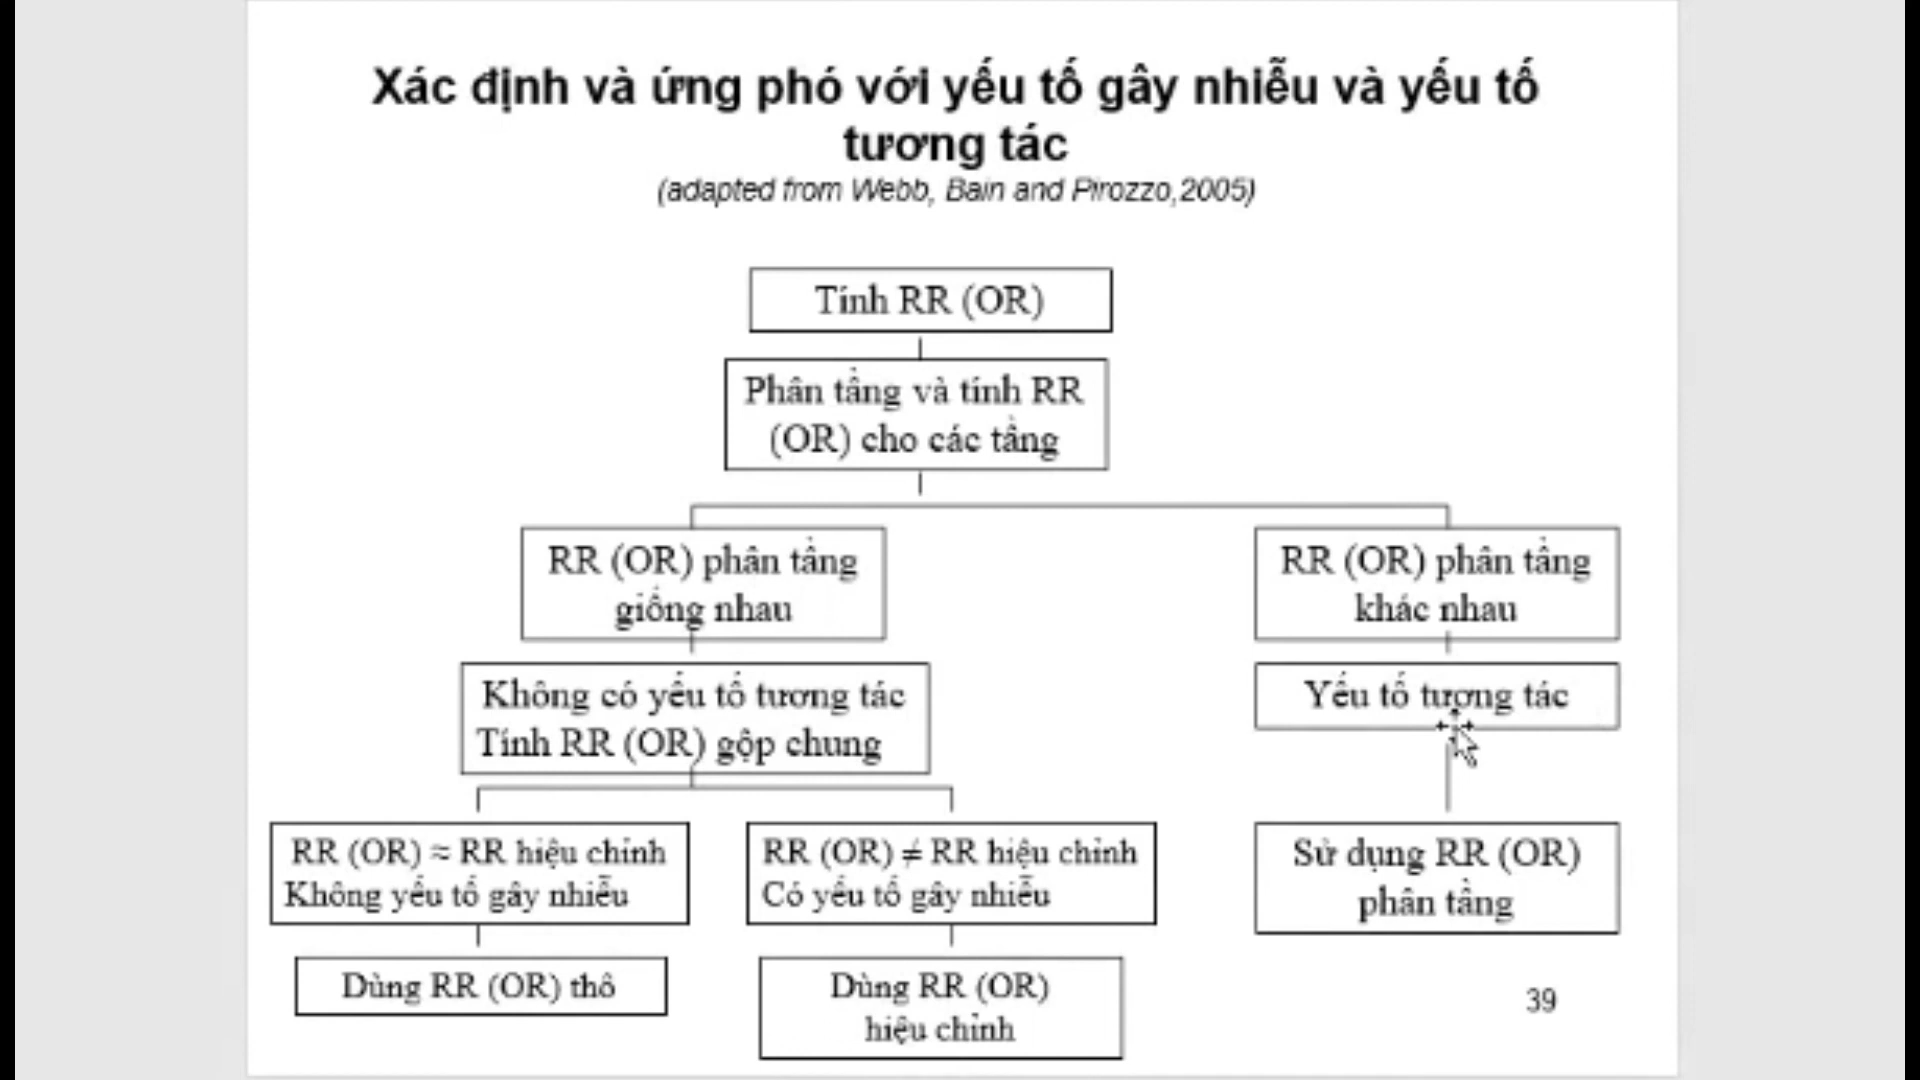 Xác định và ứng phó với yếu tố gây nhiễu và yếu tố
tương tác
(adapted from Webb, Bain and Pirozzo,2005)
Tính RR (OR)
Phân tầng và tính RR
(OR) cho các tầng
RR (OR) phân tầng
giống nhau
RR (OR) phân tầng
khác nhau
Không có yếu tố tương tác
Tính RR (OR) gộp chung
Yếu tố tương tác
RR (OR) ≈ RR hiệu chỉnh
Không yếu tố gây nhiễu
RR (OR) ≠ RR hiệu chỉnh
Có yếu tố gây nhiễu
Sử dụng RR (OR)
phân tầng
Dùng RR (OR) thô
Dùng RR (OR)
hiệu chỉnh
39